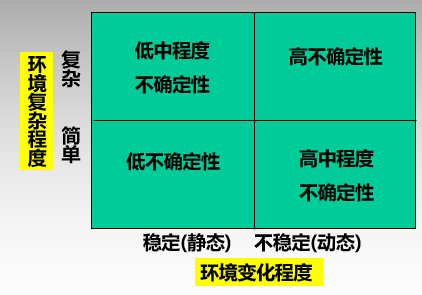 环境复杂程度
复杂
简单
低中程度
不确定性
高不确定性
低不确定性
高中程度
不确定性
稳定(静态)
不稳定(动态)
环境变化程度